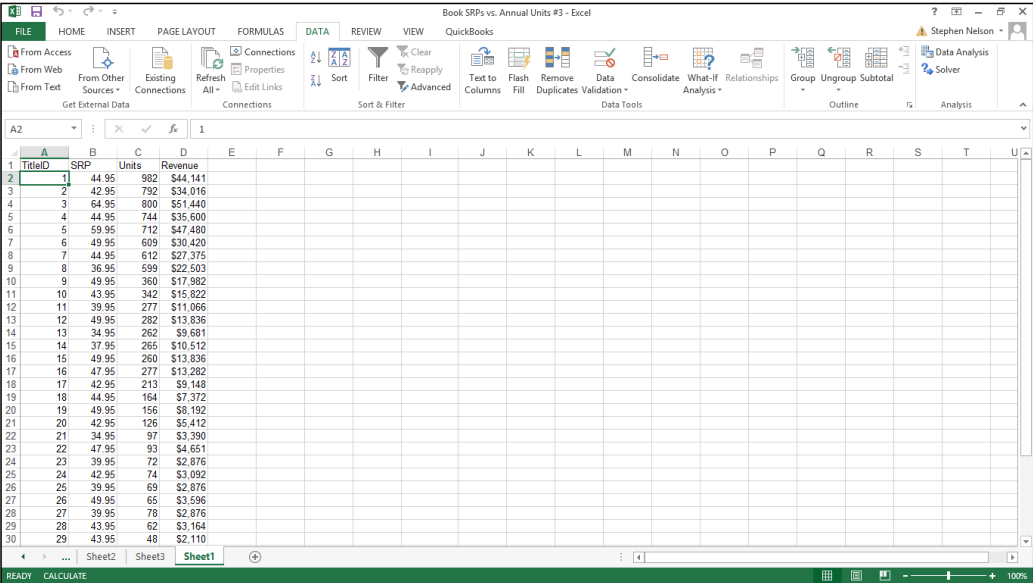 Book SRPs vs. Annual Units #3 - Excel
FILE HOME INSERT PAGE LAYOUT FORMULAS DATA REVIEW VIEW QuickBooks Stephen Nelson
From Access
From Web
From Text
From Other Sources
Existing Connections
Get External Data
Refresh All
Connections
Properties
Edit Links
Connections
Sort
Filter
Clear
Reapply
Advanced
Sort & Filter
Text to Columns
Flash Fill
Remove Duplicates
Data Validation
Consolidate
What-If Analysis
Relationships
Data Tools
Group
Ungroup
Subtotal
Outline
Data Analysis
Solver
Analysis
A2 fx 1
A B C D E F G H I J K L M N O P Q R S T U
1 TitleID SRP Units Revenue
2 1 44.95 982 $44,141
3 2 42.95 792 $34,016
4 3 64.95 800 $51,440
5 4 44.95 744 $35,600
6 5 59.95 712 $47,480
7 6 49.95 609 $30,420
8 7 44.95 612 $27,375
9 8 36.95 599 $22,503
10 9 49.95 360 $17,982
11 10 43.95 342 $15,822
12 11 39.95 277 $11,066
13 12 49.95 282 $13,836
14 13 34.95 262 $9,681
15 14 37.95 265 $10,512
16 15 49.95 260 $13,836
17 16 47.95 277 $13,282
18 17 42.95 213 $9,148
19 18 44.95 164 $7,372
20 19 49.95 156 $8,192
21 20 42.95 126 $5,412
22 21 34.95 97 $3,390
23 22 47.95 93 $4,651
24 23 39.95 72 $2,876
25 24 42.95 74 $3,092
26 25 39.95 69 $2,876
27 26 49.95 65 $3,596
28 27 39.95 78 $2,876
29 28 43.95 62 $3,164
30 29 43.95 48 $2,110
... Sheet2 Sheet3 Sheet1
READY CALCULATE 100%